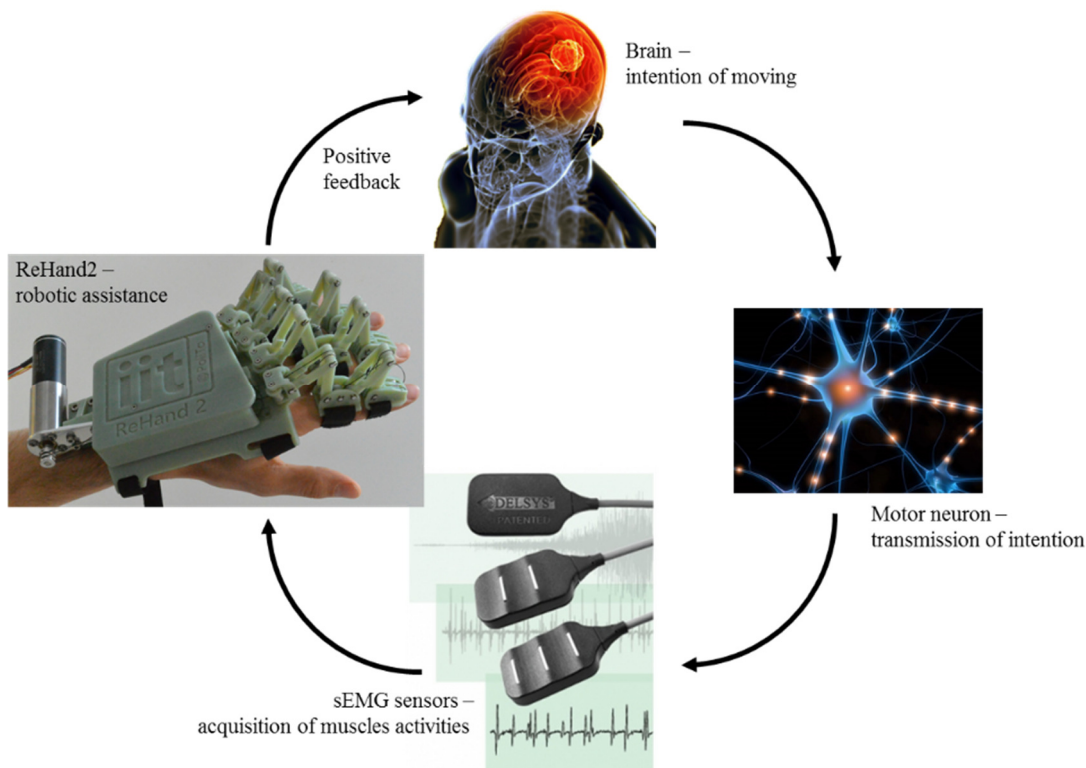 Brain –
intention of moving
Positive
feedback
ReHand2 –
robotic assistance
iit
ReHand 2
DELSYS
PATENTED
Motor neuron –
transmission of intention
sEMG sensors –
acquisition of muscles activities